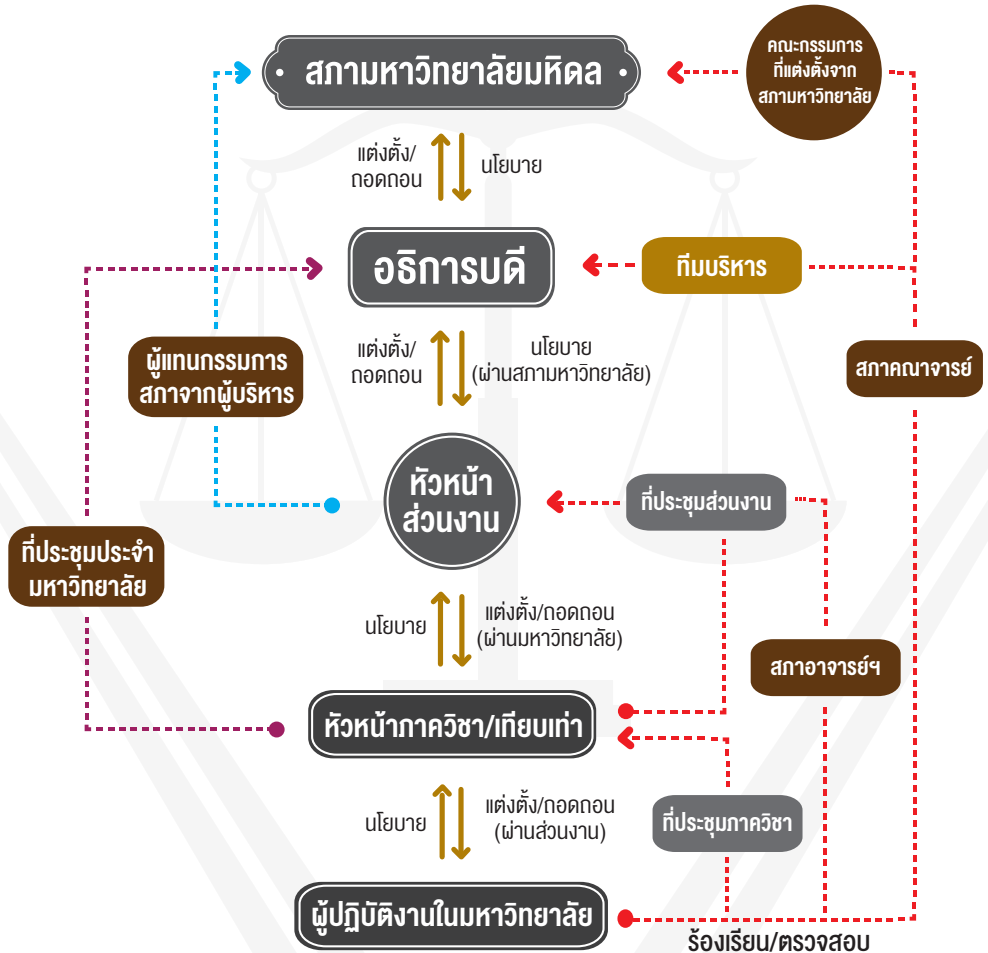 คณะกรรมการ
ที่แต่งตั้งจาก
สภามหาวิทยาลัย
• สภามหาวิทยาลัยมหิดล •
แต่งตั้ง/
ถอดถอน
นโยบาย
อธิการบดี
ทีมบริหาร
ผู้แทนกรรมการ
สภาจากผู้บริหาร
แต่งตั้ง/
ถอดถอน
นโยบาย
(ผ่านสภามหาวิทยาลัย)
สภาคณาจารย์
หัวหน้า
ส่วนงาน
ที่ประชุมส่วนงาน
ที่ประชุมประจำ
มหาวิทยาลัย
นโยบาย
แต่งตั้ง/ถอดถอน
(ผ่านมหาวิทยาลัย)
สภาอาจารย์ฯ
หัวหน้าภาควิชา/เทียบเท่า
นโยบาย
แต่งตั้ง/ถอดถอน
(ผ่านส่วนงาน)
ที่ประชุมภาควิชา
ผู้ปฏิบัติงานในมหาวิทยาลัย
ร้องเรียน/ตรวจสอบ